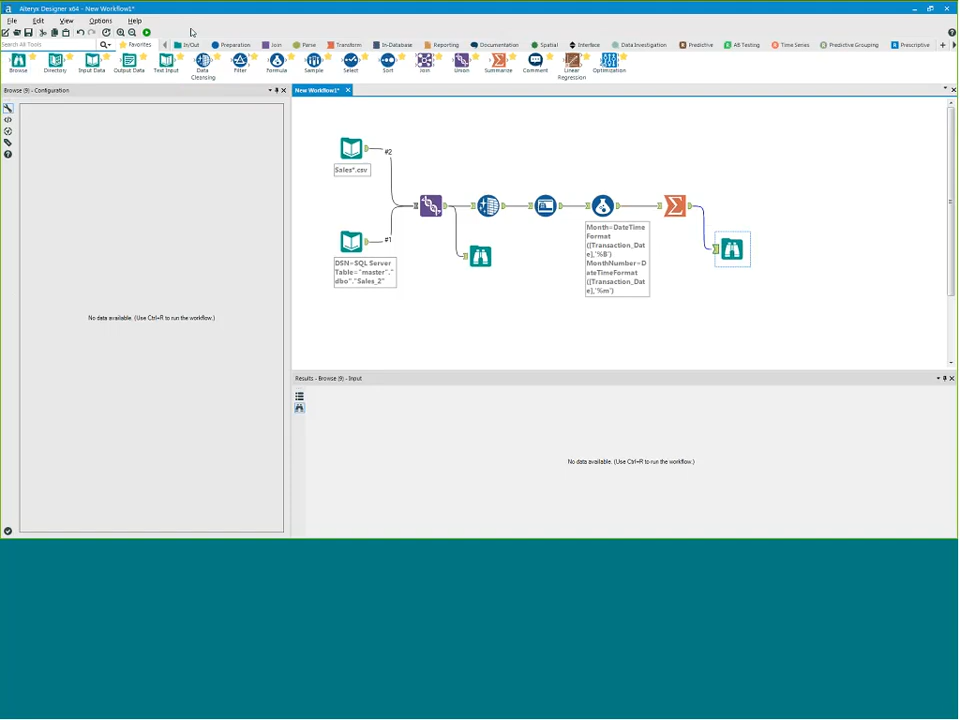 a Alteryx Designer x64 - New Workflow1*
File Edit View Options Help
Search All Tools Favorites In/Out Preparation Join Parse Transform In-Database Reporting Documentation Spatial Interface Data Investigation Predictive AB Testing Time Series Predictive Grouping Prescriptive
Browse Directory Input Data Output Data Text Input Data Filter Formula Sample Select Sort Join Union Summarize Comment Linear Optimization
Cleansing Regression
Browse (9) - Configuration
New Workflow1*
No data available. (Use Ctrl+R to run the workflow.)
#2
Sales*.csv
#1
DSN=SQL Server
Table="master"."
dbo"."Sales_2"
Month=DateTime
Format
([Transaction_Dat
e],'%B')
MonthNumber=D
ateTimeFormat
([Transaction_Dat
e],'%m')
Results - Browse (9) - Input
No data available. (Use Ctrl+R to run the workflow.)